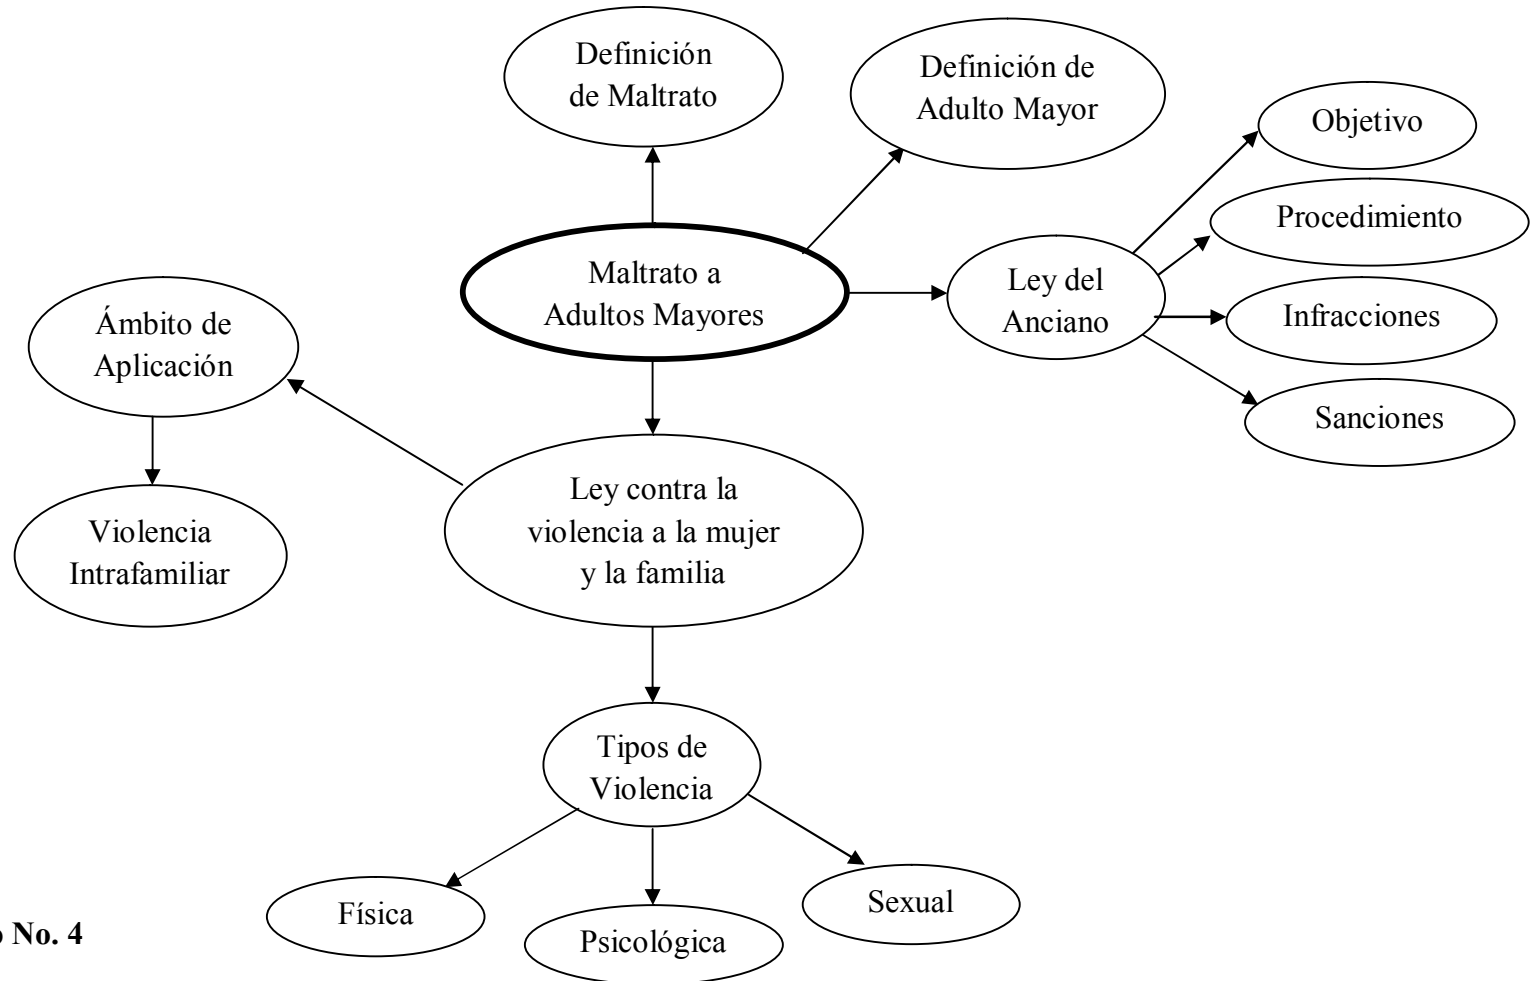 Definición
de Maltrato
Definición de
Adulto Mayor
Objetivo
Procedimiento
Maltrato a
Adultos Mayores
Ley del
Anciano
Infracciones
Sanciones
Ámbito de
Aplicación
Violencia
Intrafamiliar
Ley contra la
violencia a la mujer
y la familia
Tipos de
Violencia
Física
Psicológica
Sexual
No. 4